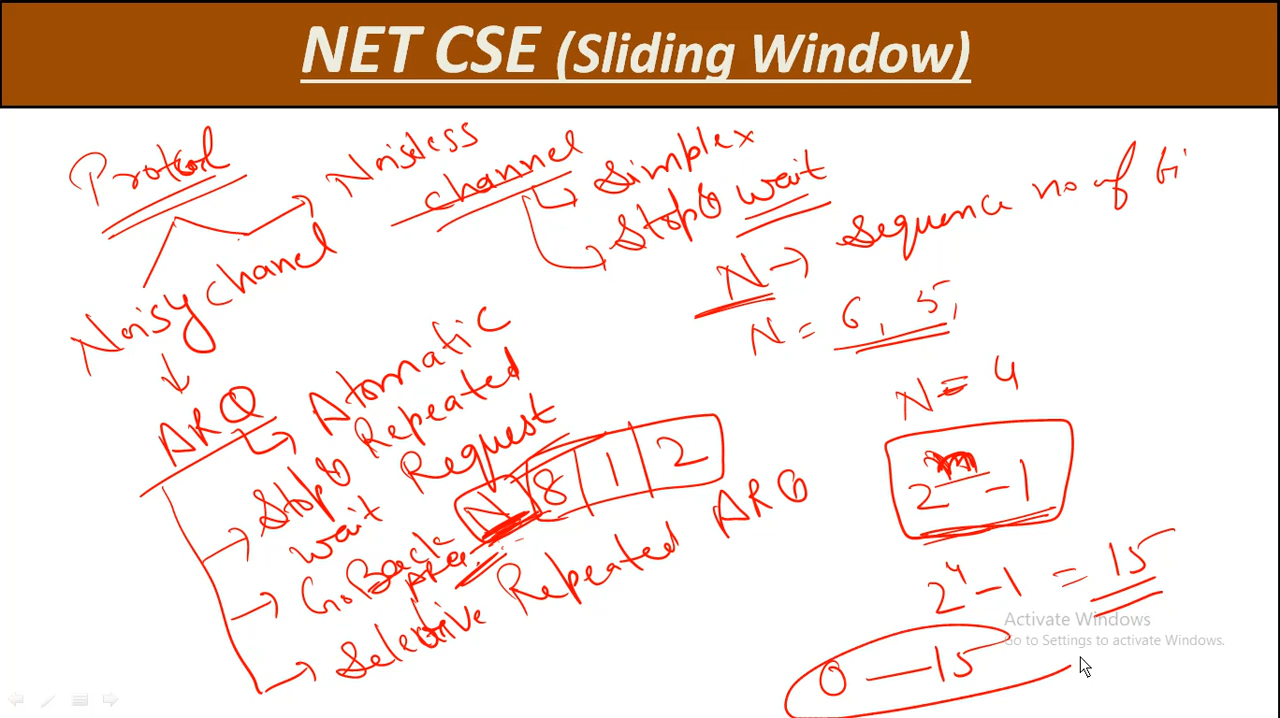 NET CSE (Sliding Window)
Protocol
Noiseless
channel
Simplex
Stop & wait
Noisy chanel
ARQ
Atomatic
Repeated
Request
Stop &
wait
Go Back
N 8 1 2
Selective Repeated ARQ
N → Sequence no of bi
N = 6, 5,
N = 4
2 - 1
2⁴ - 1 = 15
0 — 15
Activate Windows
Go to Settings to activate Windows.